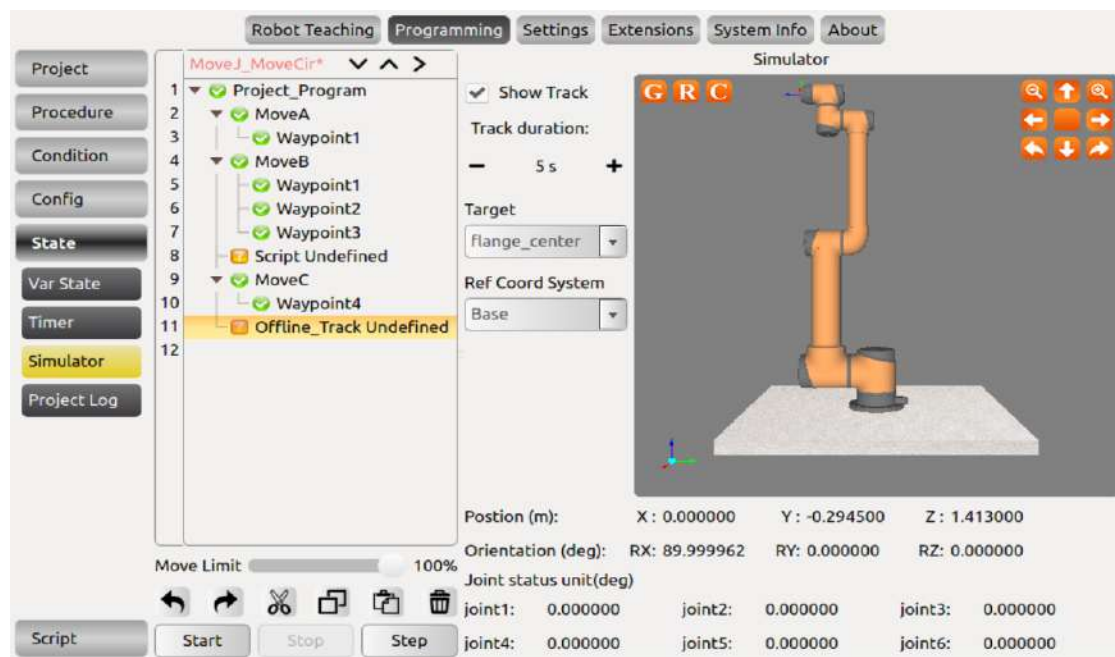 Robot Teaching Programming Settings Extensions System Info About
Project
Procedure
Condition
Config
State
Var State
Timer
Simulator
Project Log
Script
MoveJ_MoveCir*
1 Project_Program
2 MoveA
3 Waypoint1
4 MoveB
5 Waypoint1
6 Waypoint2
7 Waypoint3
8 Script Undefined
9 MoveC
10 Waypoint4
11 Offline_Track Undefined
12
Move Limit 100%
Start Stop Step
Show Track
Track duration:
− 5 s +
Target
flange_center
Ref Coord System
Base
Simulator
G R C
Postion (m): X : 0.000000 Y : -0.294500 Z : 1.413000
Orientation (deg): RX: 89.999962 RY: 0.000000 RZ: 0.000000
Joint status unit(deg)
joint1: 0.000000 joint2: 0.000000 joint3: 0.000000
joint4: 0.000000 joint5: 0.000000 joint6: 0.000000